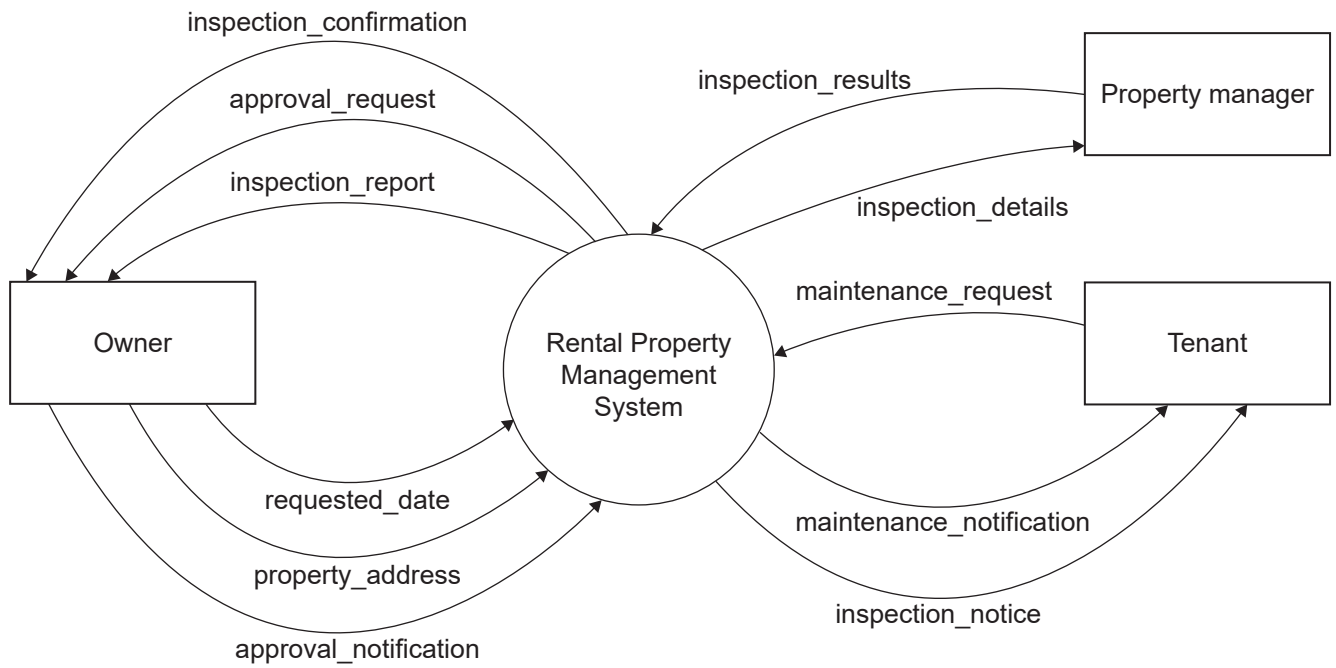 inspection_confirmation
approval_request
inspection_report
inspection_results
Property manager
inspection_details
maintenance_request
Owner
Rental Property
Management
System
Tenant
requested_date
property_address
approval_notification
maintenance_notification
inspection_notice